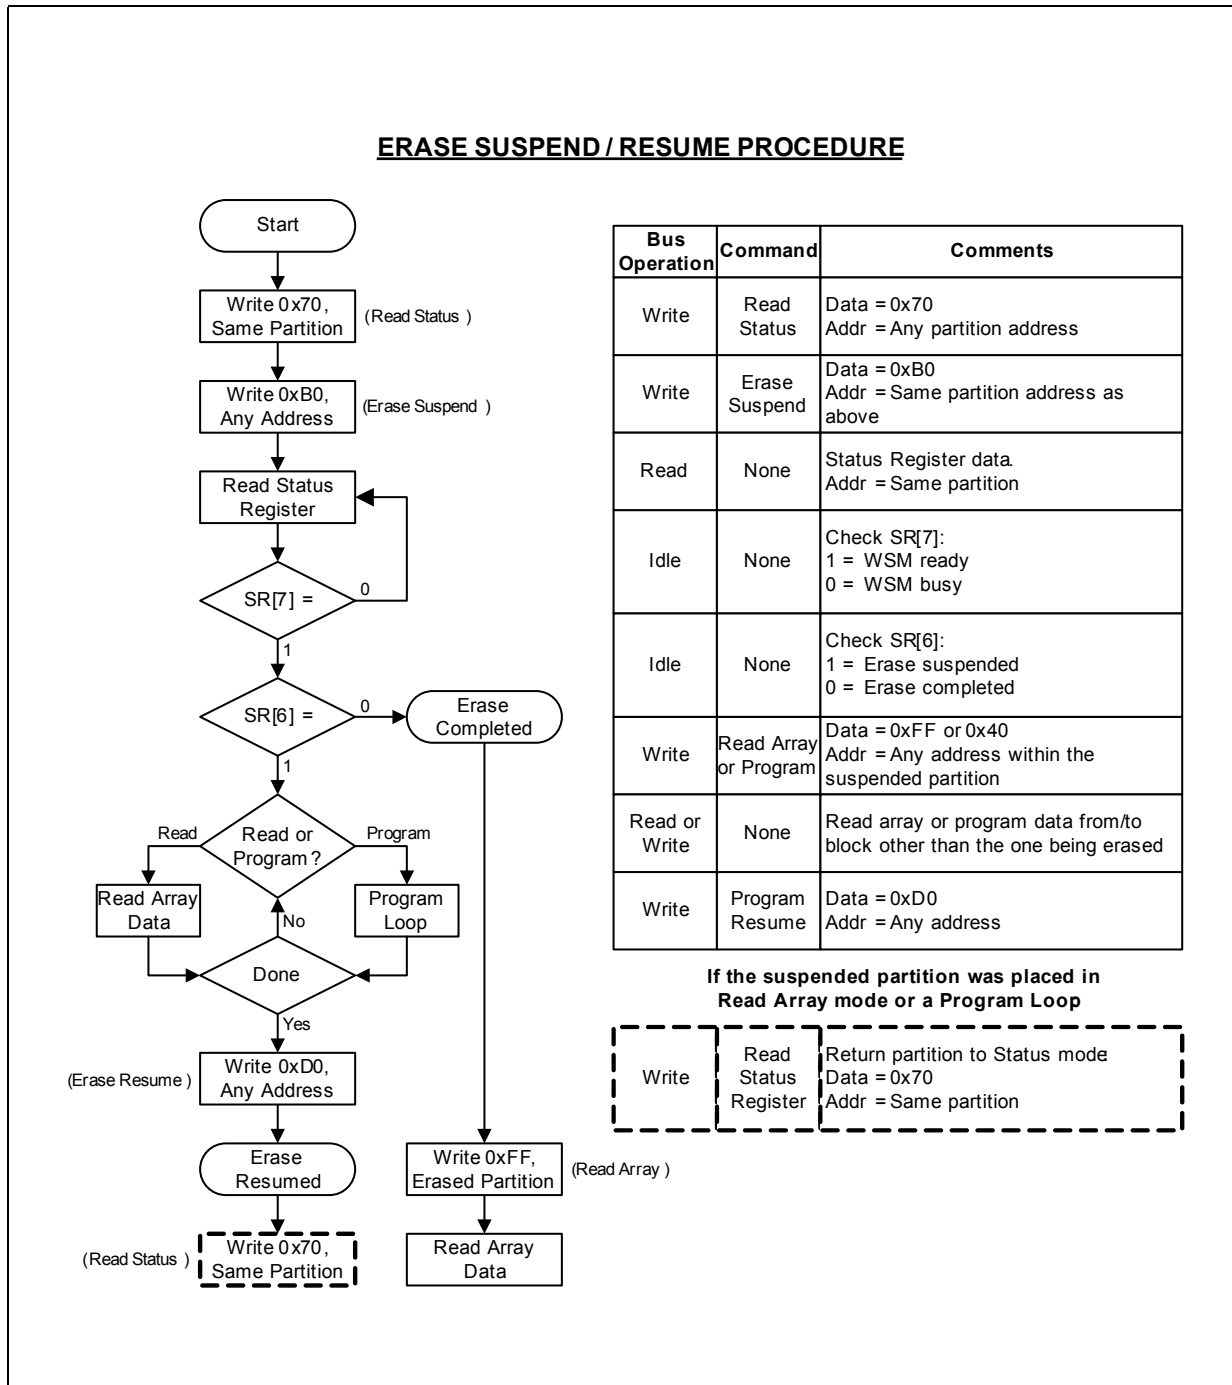 ERASE SUSPEND / RESUME PROCEDURE
Start
Write 0x70,
Same Partition
(Read Status )
Write 0xB0,
Any Address
(Erase Suspend )
Read Status
Register
SR[7] =
0
1
SR[6] =
0
Erase
Completed
1
Read or
Program ?
Read
Program
Read Array
Data
Program
Loop
No
Done
Yes
Write 0xD0,
Any Address
(Erase Resume )
Erase
Resumed
Write 0x70,
Same Partition
(Read Status )
Write 0xFF,
Erased Partition
(Read Array )
Read Array
Data
Bus
Operation
Command
Comments
Write
Read
Status
Data = 0x70
Addr = Any partition address
Write
Erase
Suspend
Data = 0xB0
Addr = Same partition address as
above
Read
None
Status Register data.
Addr = Same partition
Idle
None
Check SR[7]:
1 = WSM ready
0 = WSM busy
Idle
None
Check SR[6]:
1 = Erase suspended
0 = Erase completed
Write
Read Array
or Program
Data = 0xFF or 0x40
Addr = Any address within the
suspended partition
Read or
Write
None
Read array or program data from/to
block other than the one being erased
Write
Program
Resume
Data = 0xD0
Addr = Any address
If the suspended partition was placed in
Read Array mode or a Program Loop
Write
Read
Status
Register
Return partition to Status mode:
Data = 0x70
Addr = Same partition